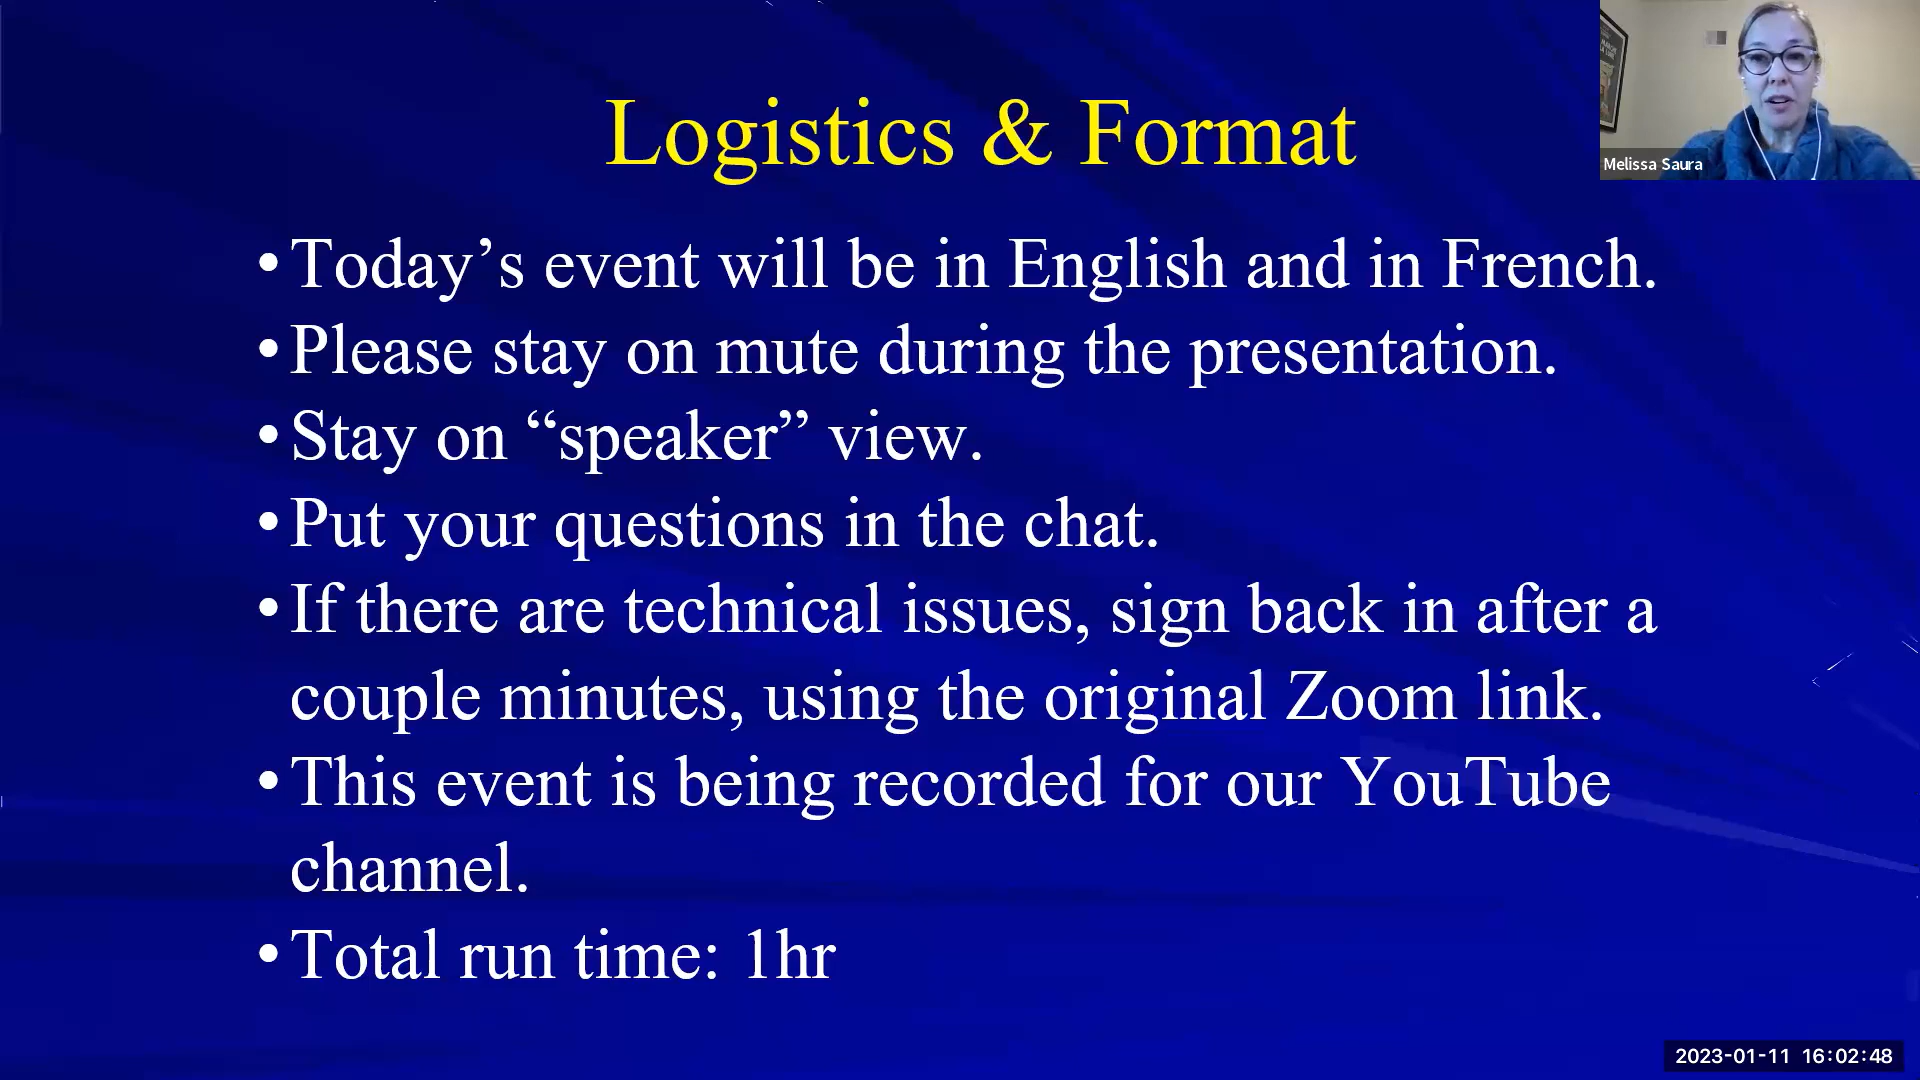 Logistics & Format
Melissa Saura
•Today’s event will be in English and in French.
•Please stay on mute during the presentation.
•Stay on “speaker” view.
•Put your questions in the chat.
•If there are technical issues, sign back in after a
couple minutes, using the original Zoom link.
•This event is being recorded for our YouTube
channel.
•Total run time: 1hr
2023-01-11 16:02:48